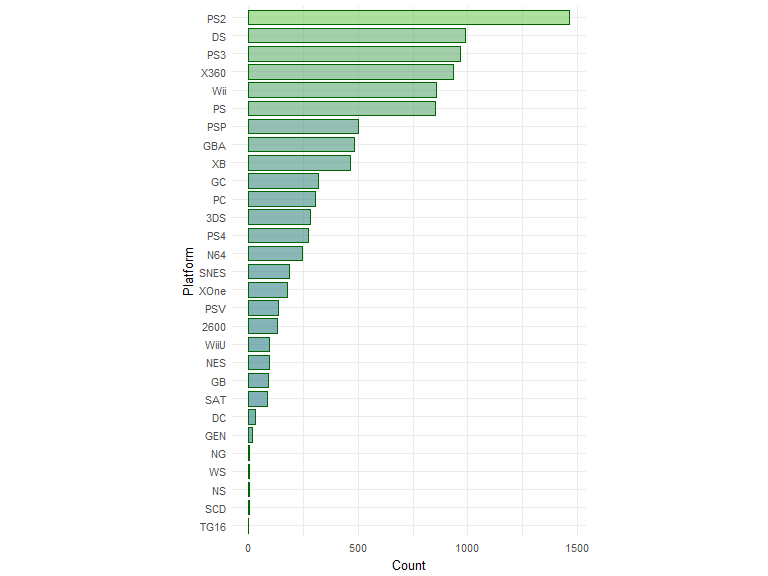 PS2
DS
PS3
X360
Wii
PS
PSP
GBA
XB
GC
PC
3DS
PS4
N64
SNES
XOne
PSV
2600
WiiU
NES
GB
SAT
DC
GEN
NG
WS
NS
SCD
TG16
Platform
0 500 1000 1500
Count